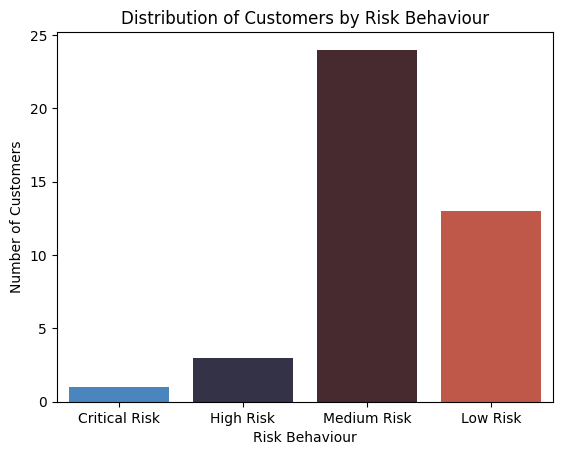 Distribution of Customers by Risk Behaviour
25
20
15
10
5
0
Number of Customers
Critical Risk
High Risk
Medium Risk
Low Risk
Risk Behaviour